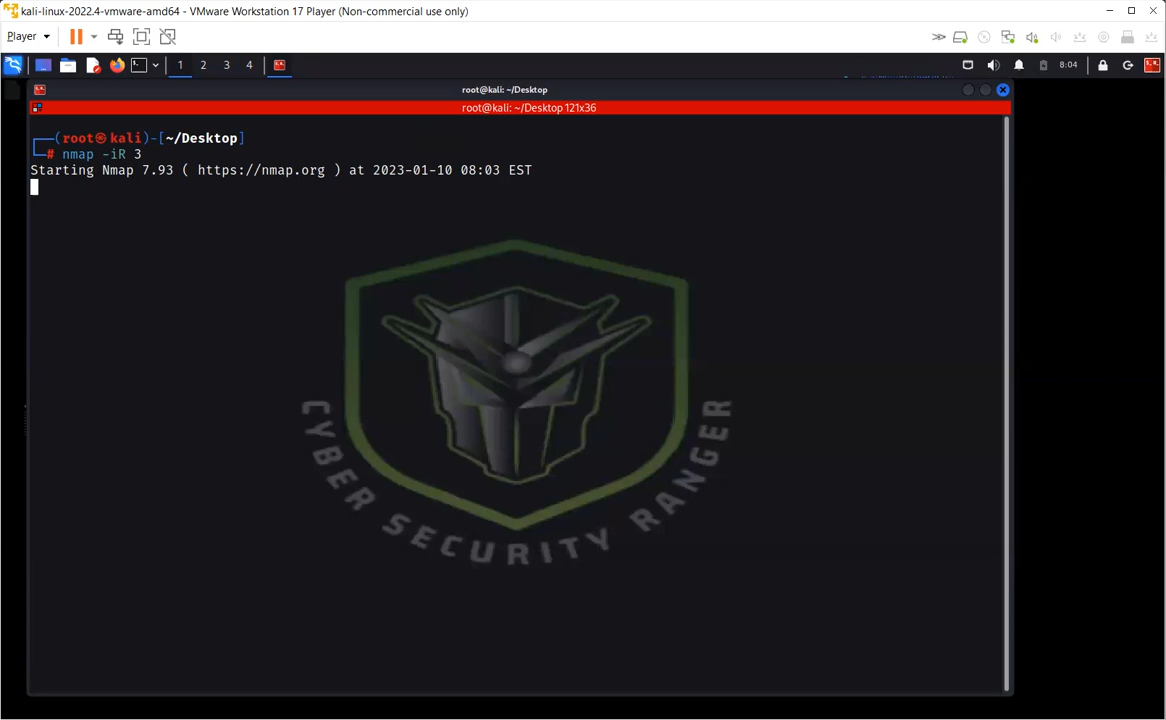 kali-linux-2022.4-vmware-amd64 - VMware Workstation 17 Player (Non-commercial use only)
Player
1 2 3 4
8:04
root@kali: ~/Desktop
root@kali: ~/Desktop 121x36
(root㉿kali)-[~/Desktop]
# nmap -iR 3
Starting Nmap 7.93 ( https://nmap.org ) at 2023-01-10 08:03 EST
CYBER SECURITY RANGER